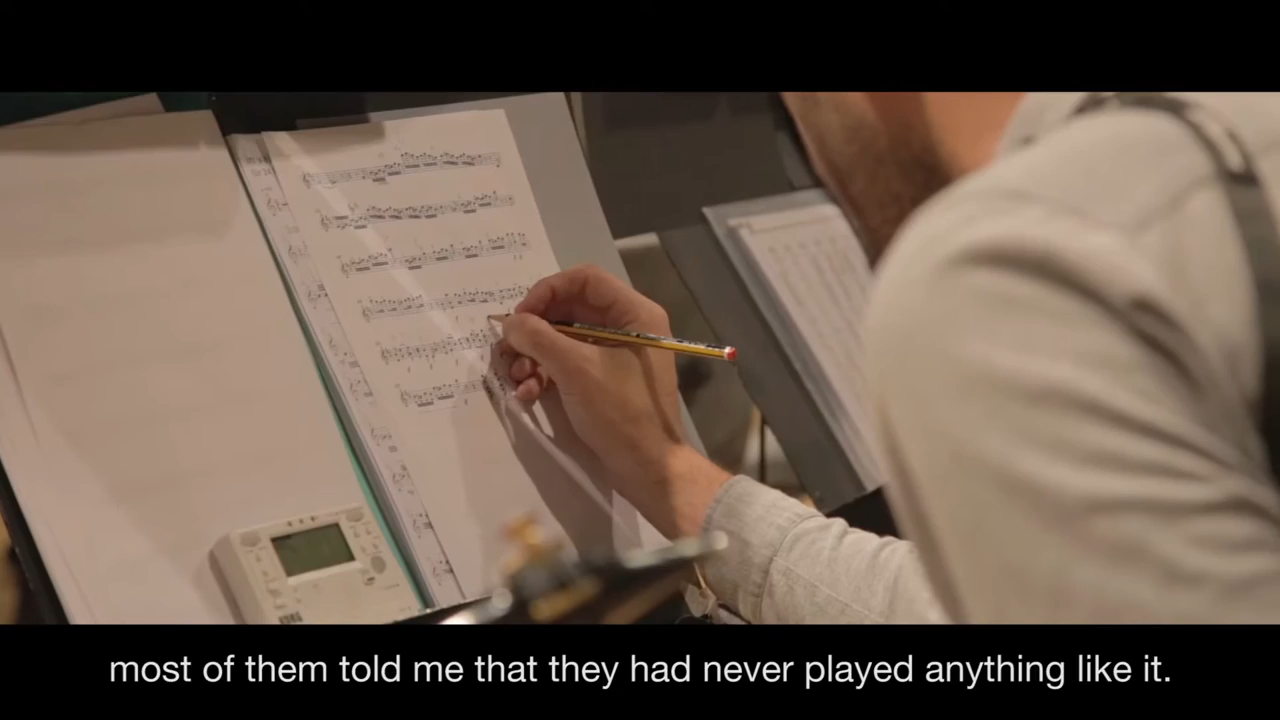 most of them told me that they had never played anything like it.